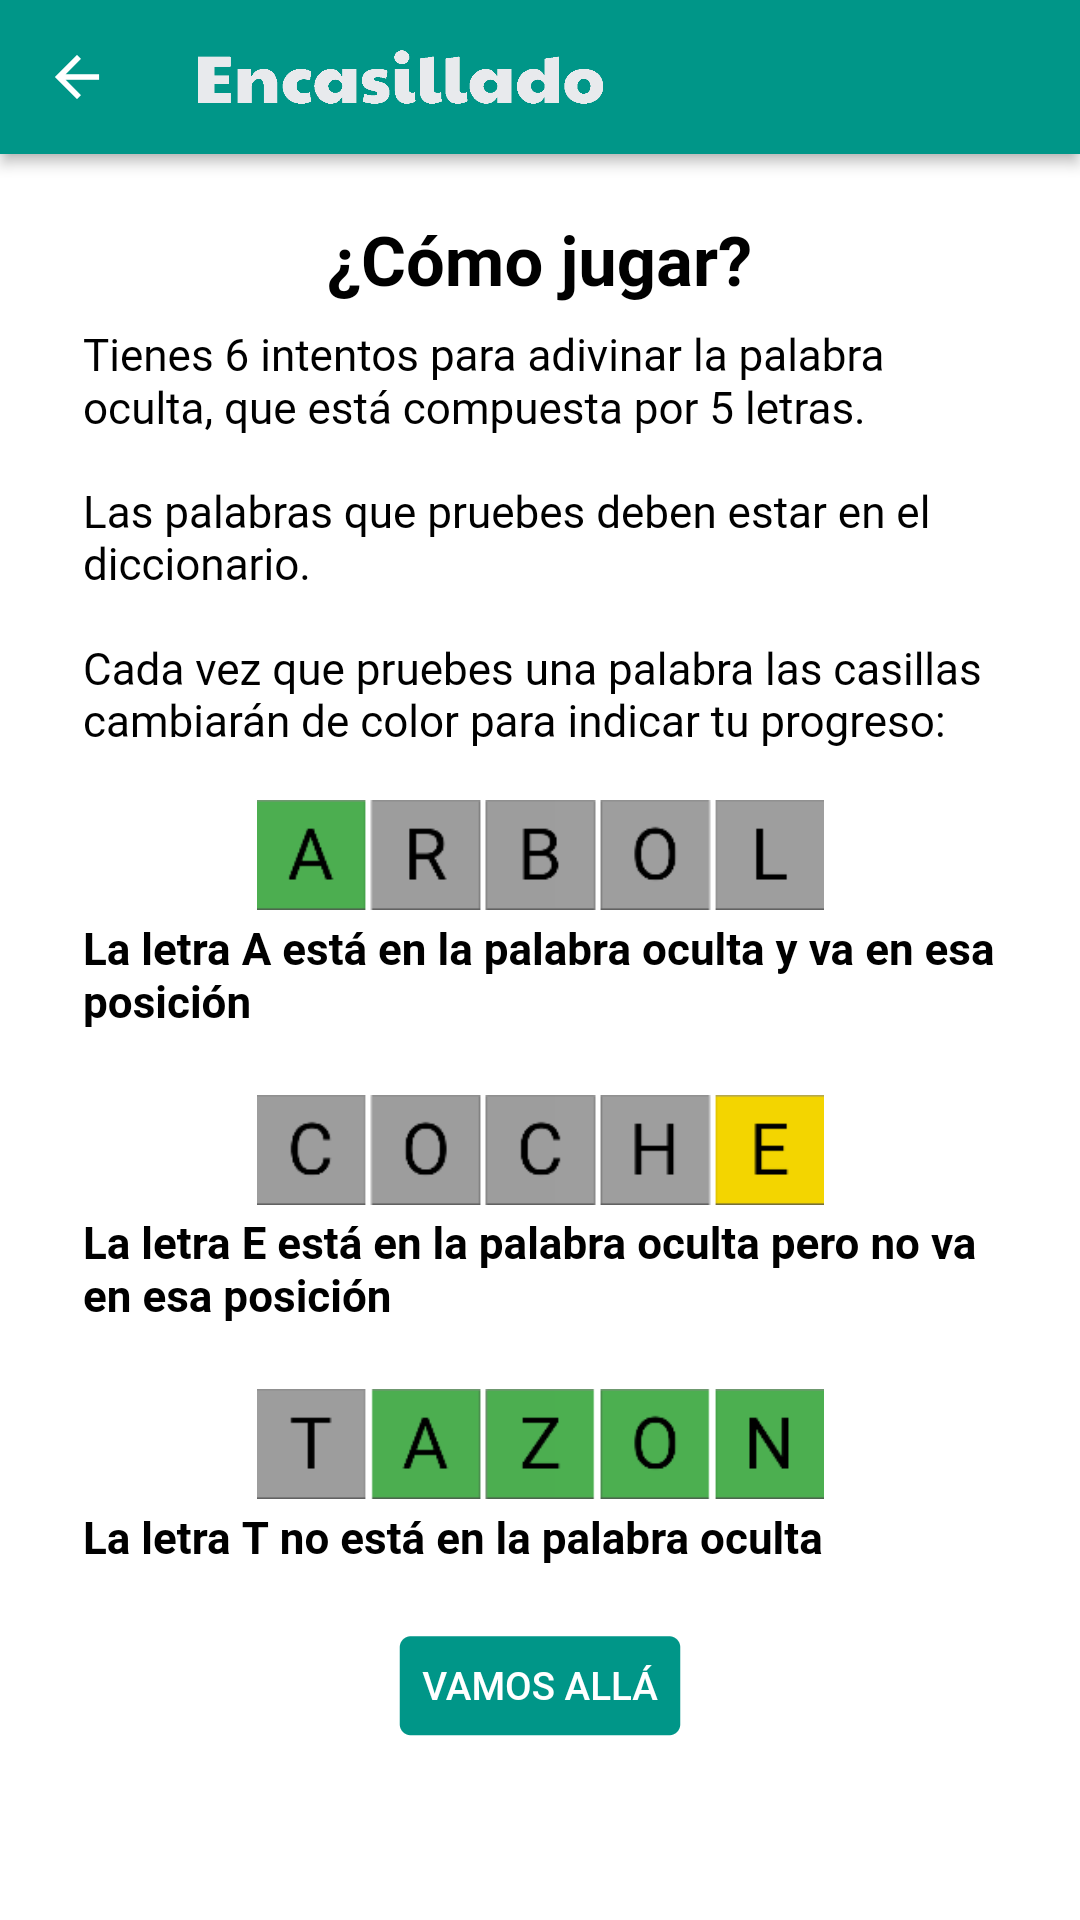 Encasillado
¿Cómo jugar?
Tienes 6 intentos para adivinar la palabra
oculta, que está compuesta por 5 letras.
Las palabras que pruebes deben estar en el
diccionario.
Cada vez que pruebes una palabra las casillas
cambiarán de color para indicar tu progreso:
A R B O L
La letra A está en la palabra oculta y va en esa
posición
C O C H E
La letra E está en la palabra oculta pero no va
en esa posición
T A Z O N
La letra T no está en la palabra oculta
VAMOS ALLÁ